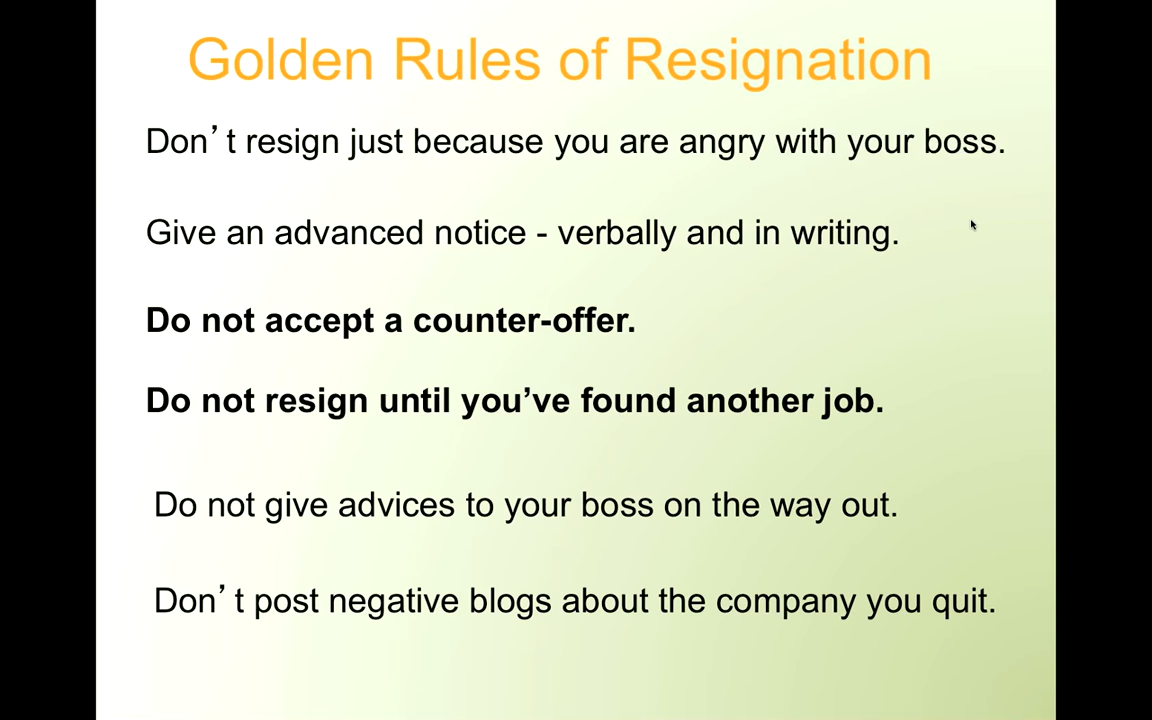 Golden Rules of Resignation
Don’t resign just because you are angry with your boss.
Give an advanced notice - verbally and in writing.
Do not accept a counter-offer.
Do not resign until you’ve found another job.
Do not give advices to your boss on the way out.
Don’t post negative blogs about the company you quit.